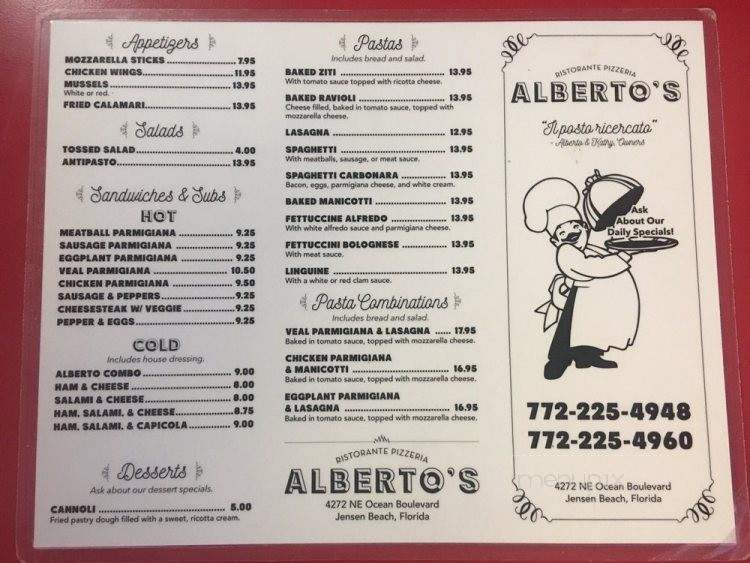 Appetizers
MOZZARELLA STICKS ........ 7.95
CHICKEN WINGS ........ 11.95
MUSSELS ........ 13.95
White or red.
FRIED CALAMARI ........ 13.95
Salads
TOSSED SALAD ........ 4.00
ANTIPASTO ........ 13.95
Sandwiches & Subs
HOT
MEATBALL PARMIGIANA ........ 9.25
SAUSAGE PARMIGIANA ........ 9.25
EGGPLANT PARMIGIANA ........ 9.25
VEAL PARMIGIANA ........ 10.50
CHICKEN PARMIGIANA ........ 9.50
SAUSAGE & PEPPERS ........ 9.25
CHEESESTEAK W/ VEGGIE ........ 9.25
PEPPER & EGGS ........ 9.25
COLD
Includes house dressing.
ALBERTO COMBO ........ 9.00
HAM & CHEESE ........ 8.00
SALAMI & CHEESE ........ 8.00
HAM, SALAMI, & CHEESE ........ 8.75
HAM, SALAMI, & CAPICOLA ........ 9.00
Desserts
Ask about our dessert specials.
CANNOLI ........ 5.00
Fried pastry dough filled with a sweet, ricotta cream.
Pastas
Includes bread and salad.
BAKED ZITI ........ 13.95
With tomato sauce topped with ricotta cheese.
BAKED RAVIOLI ........ 13.95
Cheese filled, baked in tomato sauce, topped with
mozzarella cheese.
LASAGNA ........ 12.95
SPAGHETTI ........ 13.95
With meatballs, sausage, or meat sauce.
SPAGHETTI CARBONARA ........ 13.95
Bacon, eggs, parmigiana cheese, and white cream.
BAKED MANICOTTI ........ 13.95
FETTUCCINE ALFREDO ........ 13.95
With white alfredo sauce and parmigiana cheese.
FETTUCCINI BOLOGNESE ........ 13.95
With meat sauce.
LINGUINE ........ 13.95
With a white or red clam sauce.
Pasta Combinations
Includes bread and salad.
VEAL PARMIGIANA & LASAGNA ...... 17.95
Baked in tomato sauce, topped with mozzarella cheese.
CHICKEN PARMIGIANA
& MANICOTTI ........ 16.95
Baked in tomato sauce, topped with mozzarella cheese.
EGGPLANT PARMIGIANA
& LASAGNA ........ 16.95
Baked in tomato sauce, topped with mozzarella cheese.
RISTORANTE PIZZERIA
ALBERTO'S
4272 NE Ocean Boulevard
Jensen Beach, Florida
RISTORANTE PIZZERIA
ALBERTO'S
"Il posto ricercato"
- Alberto & Kathy, Owners
Ask
About Our
Daily Specials!
772-225-4948
772-225-4960
4272 NE Ocean Boulevard
Jensen Beach, Florida